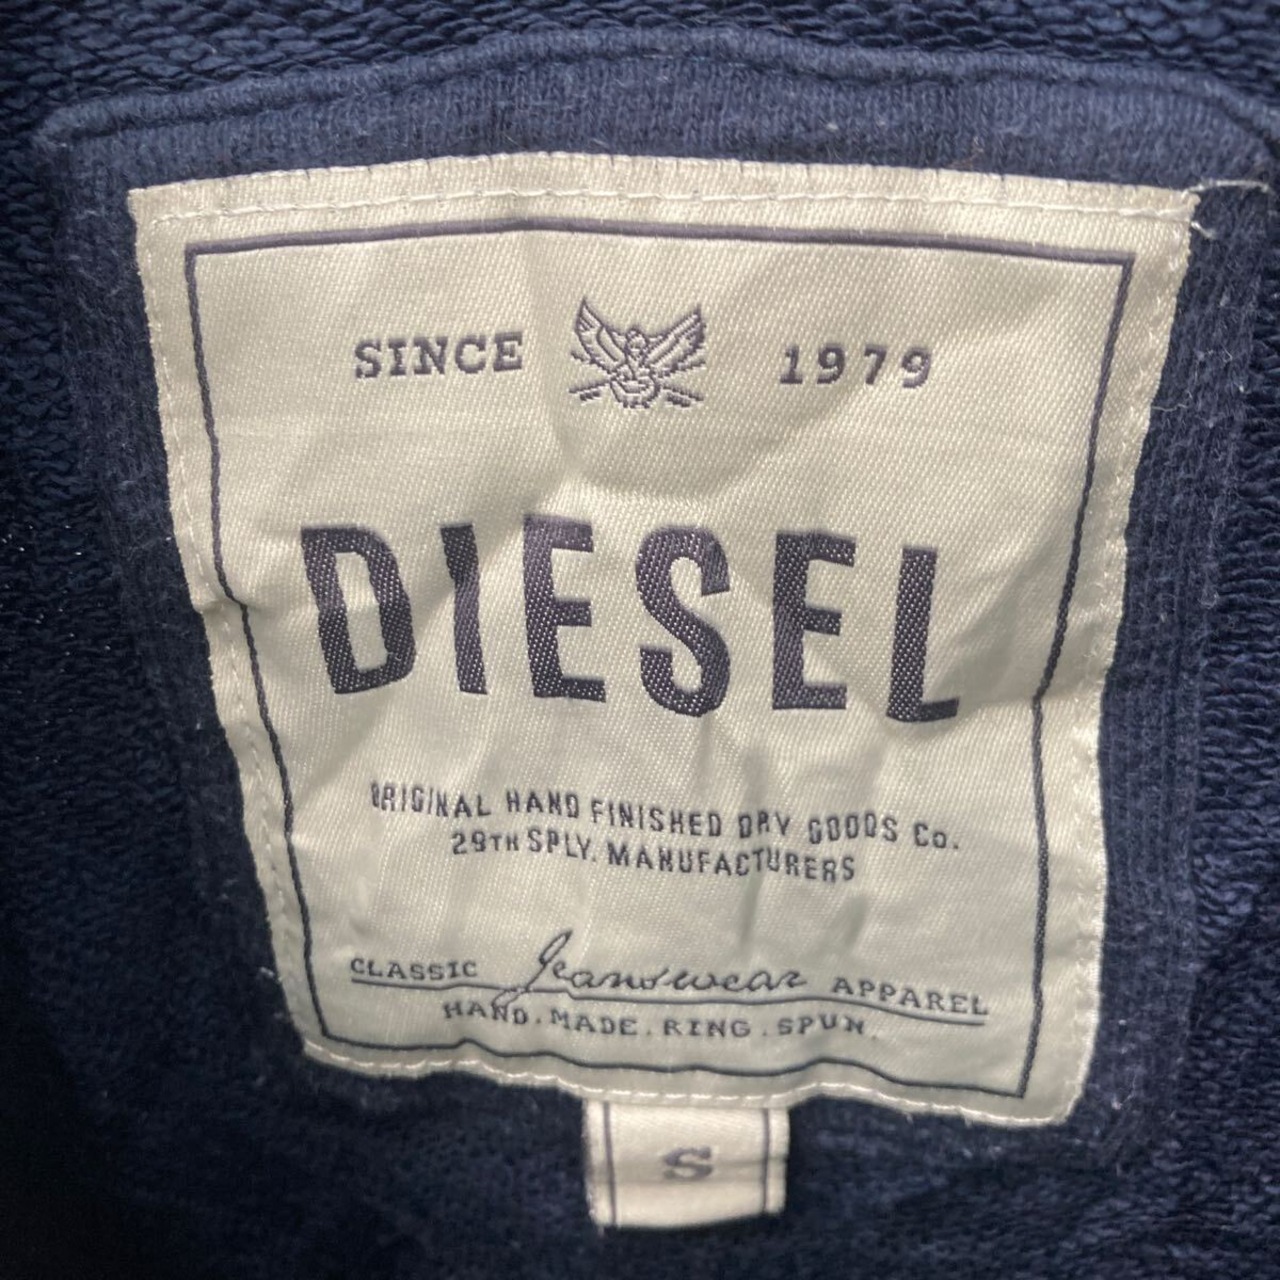 SINCE 1979
DIESEL
ORIGINAL HAND FINISHED DRY GOODS Co.
29TH SPLY. MANUFACTURERS
CLASSIC Jeanswear APPAREL
HAND.MADE.RING.SPUN.
S